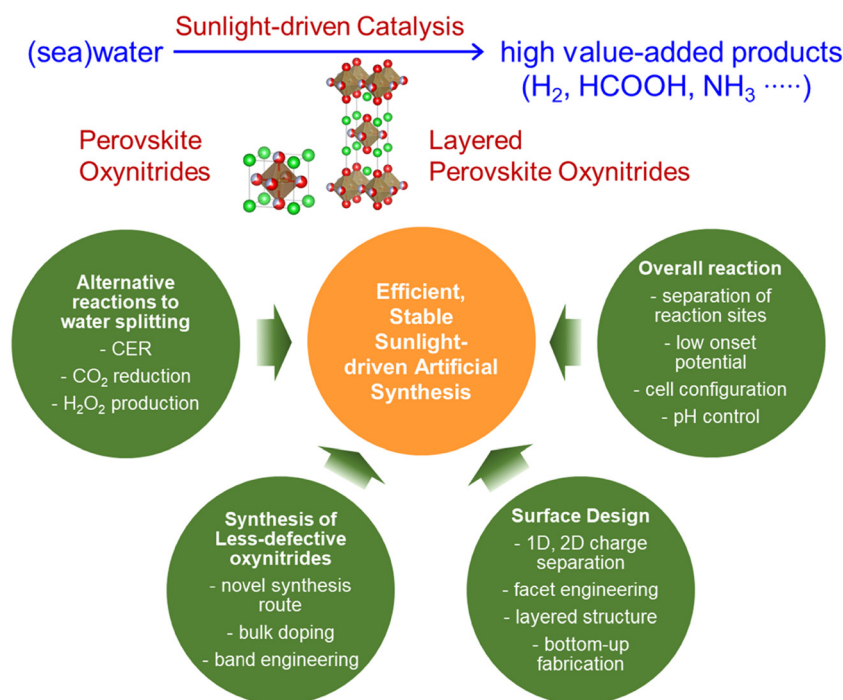 Sunlight-driven Catalysis
(sea)water
high value-added products
(H₂, HCOOH, NH₃ ·····)
Perovskite
Oxynitrides
Layered
Perovskite Oxynitrides
Alternative
reactions to
water splitting
- CER
- CO₂ reduction
- H₂O₂ production
Efficient,
Stable
Sunlight-
driven Artificial
Synthesis
Overall reaction
- separation of
reaction sites
- low onset
potential
- cell configuration
- pH control
Synthesis of
Less-defective
oxynitrides
- novel synthesis
route
- bulk doping
- band engineering
Surface Design
- 1D, 2D charge
separation
- facet engineering
- layered structure
- bottom-up
fabrication